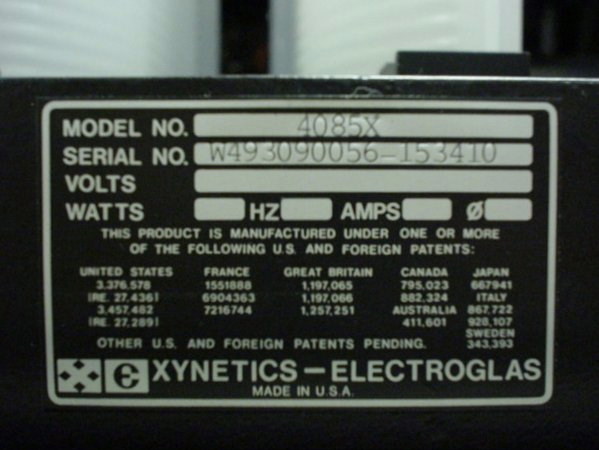 MODEL NO. 4085X
SERIAL NO. W493090056-153410
VOLTS
WATTS HZ AMPS Ø
THIS PRODUCT IS MANUFACTURED UNDER ONE OR MORE
OF THE FOLLOWING U.S. AND FOREIGN PATENTS:
UNITED STATES FRANCE GREAT BRITAIN CANADA JAPAN
3,376,578 1551888 1,197,065 795,023 667941
(RE. 27,436) 6904363 1,197,066 882,324 ITALY
3,457,482 7216744 1,257,251 AUSTRALIA 867,722
(RE. 27,289) 411,601 928,107
SWEDEN
OTHER U.S. AND FOREIGN PATENTS PENDING. 343,393
e XYNETICS-ELECTROGLAS
MADE IN U.S.A.